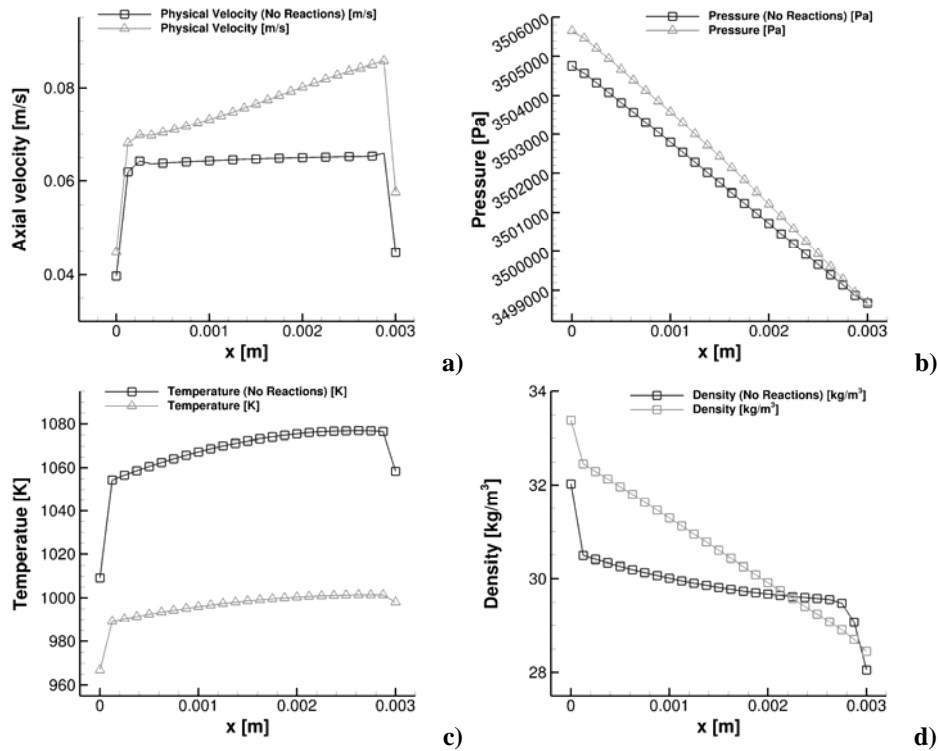 Physical Velocity (No Reactions) [m/s]
Physical Velocity [m/s]
Axial velocity [m/s]
0.08
0.06
0.04
0
0.001
0.002
0.003
x [m]
a)
Pressure (No Reactions) [Pa]
Pressure [Pa]
Pressure [Pa]
3506000
3505000
3504000
3503000
3502000
3501000
3500000
3499000
0
0.001
0.002
0.003
x [m]
b)
Temperature (No Reactions) [K]
Temperature [K]
Temperatue [K]
1080
1060
1040
1020
1000
980
960
0
0.001
0.002
0.003
x [m]
c)
Density (No Reactions) [kg/m³]
Density [kg/m³]
Density [kg/m³]
34
32
30
28
0
0.001
0.002
0.003
x [m]
d)